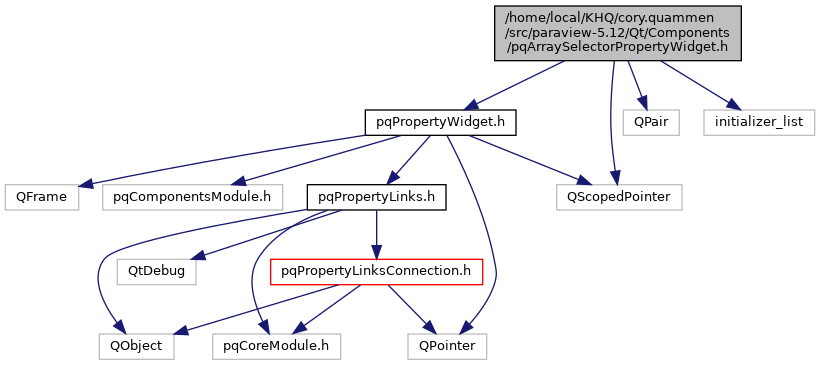 /home/local/KHQ/cory.quammen
/src/paraview-5.12/Qt/Components
/pqArraySelectorPropertyWidget.h
pqPropertyWidget.h
QPair
initializer_list
QFrame
pqComponentsModule.h
pqPropertyLinks.h
QScopedPointer
QtDebug
pqPropertyLinksConnection.h
QObject
pqCoreModule.h
QPointer